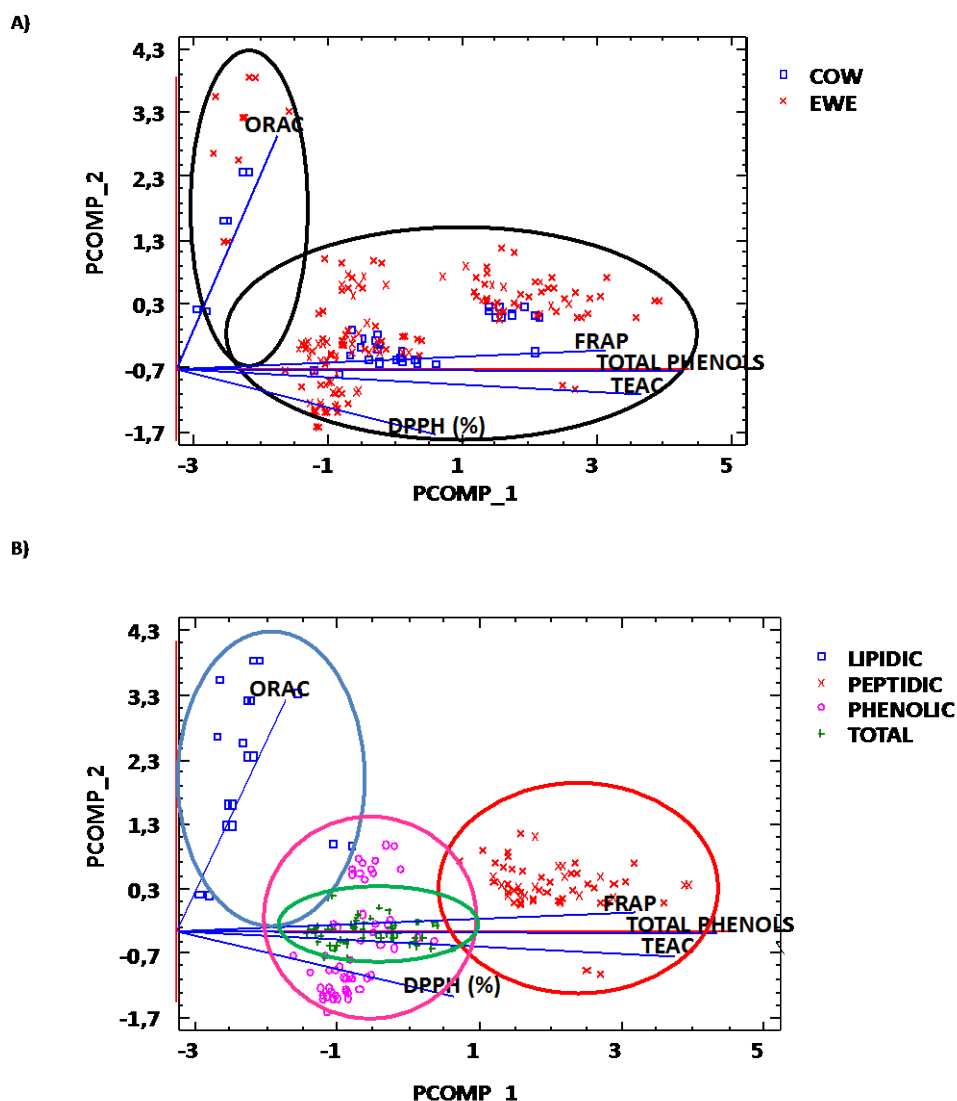 A)
4,3
3,3
2,3
1,3
0,3
-0,7
-1,7
PCOMP_2
ORAC
FRAP
TOTAL PHENOLS
TEAC
DPPH (%)
-3 -1 1 3 5
PCOMP_1
COW
EWE
B)
4,3
3,3
2,3
1,3
0,3
-0,7
-1,7
PCOMP_2
ORAC
FRAP
TOTAL PHENOLS
TEAC
DPPH (%)
-3 -1 1 3 5
PCOMP 1
LIPIDIC
PEPTIDIC
PHENOLIC
TOTAL